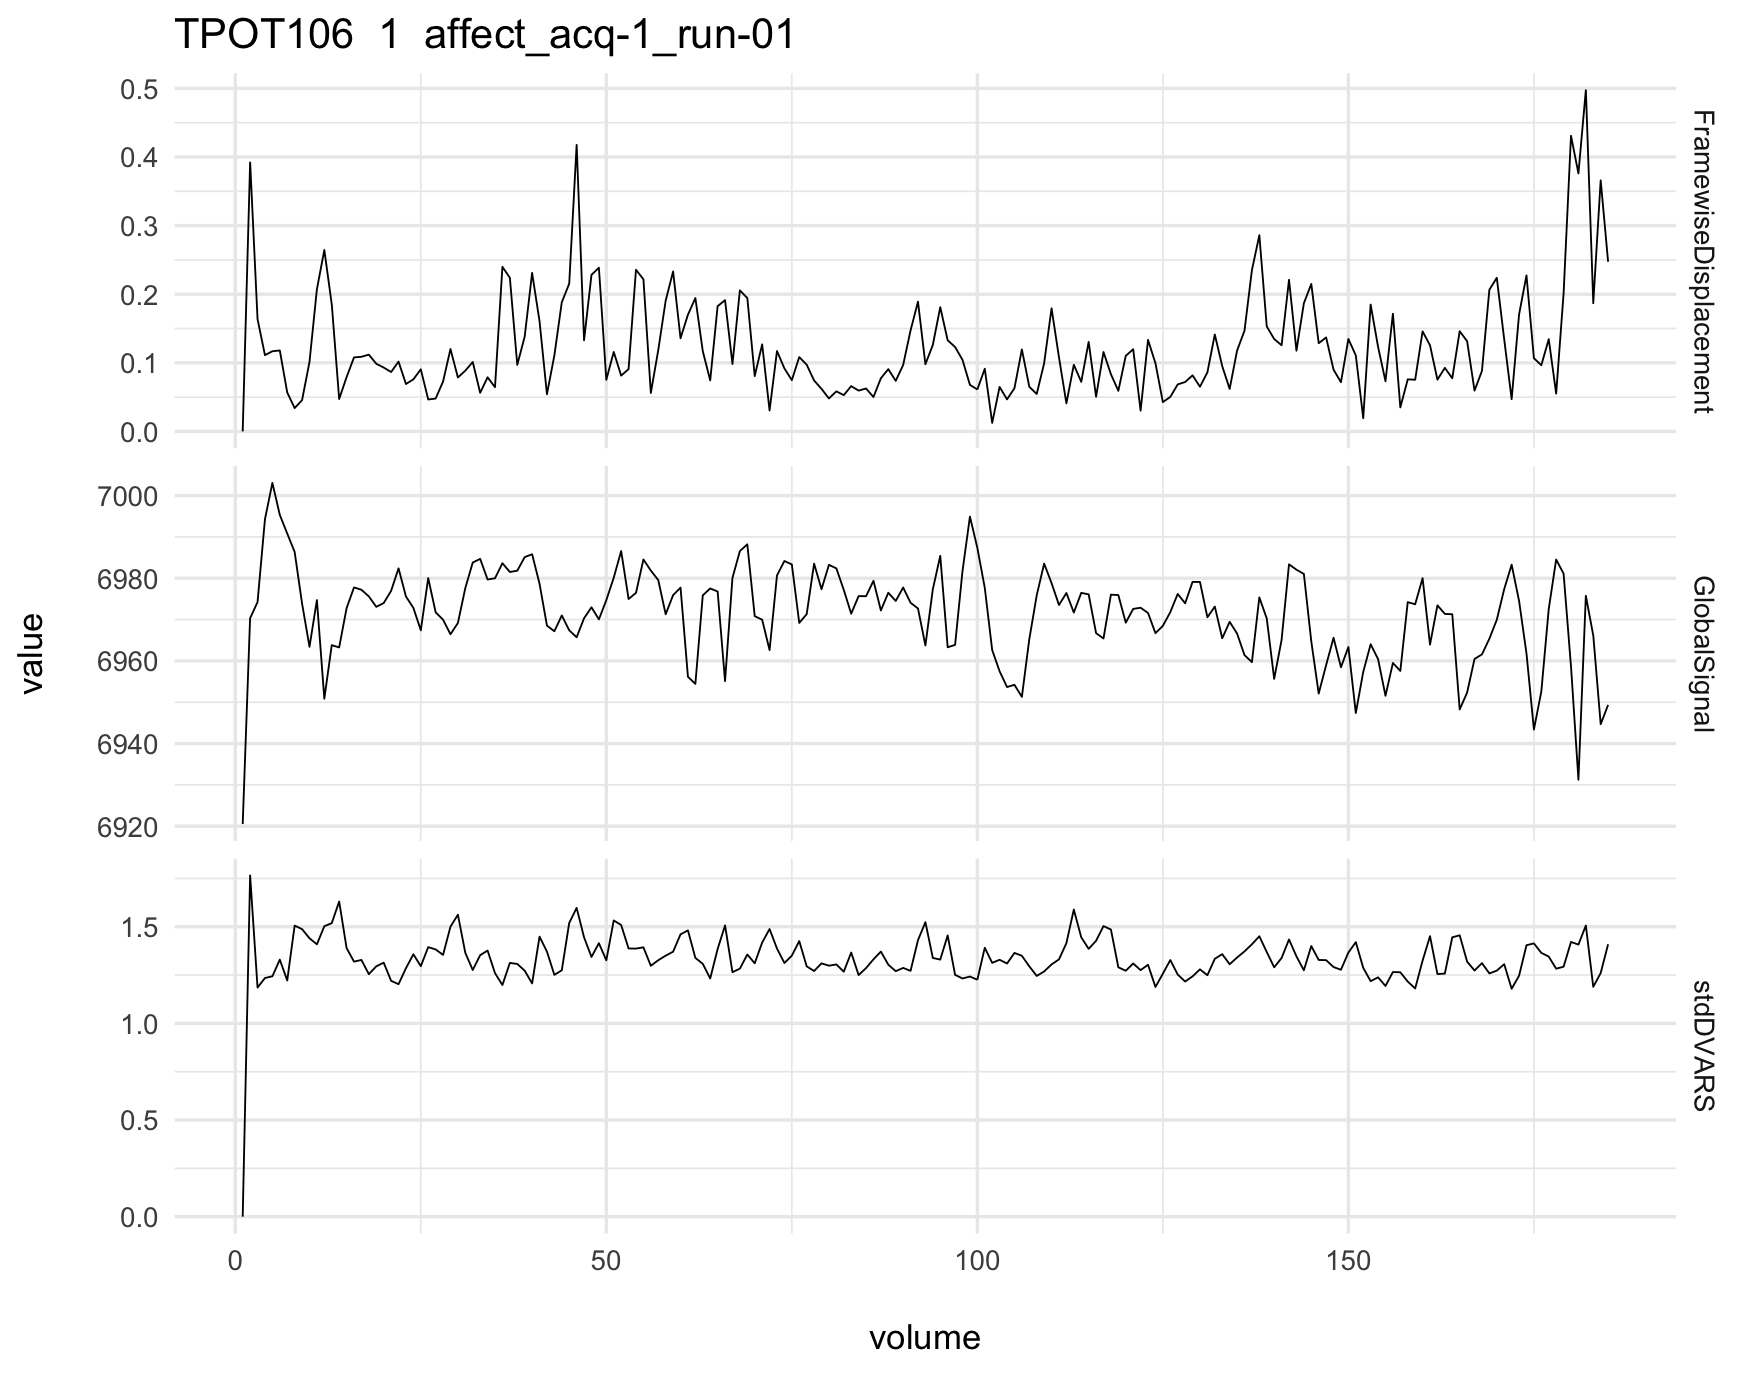 TPOT106 1 affect_acq-1_run-01
value
0.5
0.4
0.3
0.2
0.1
0.0
FramewiseDisplacement
7000
6980
6960
6940
6920
GlobalSignal
1.5
1.0
0.5
0.0
stdDVARS
0 50 100 150
volume